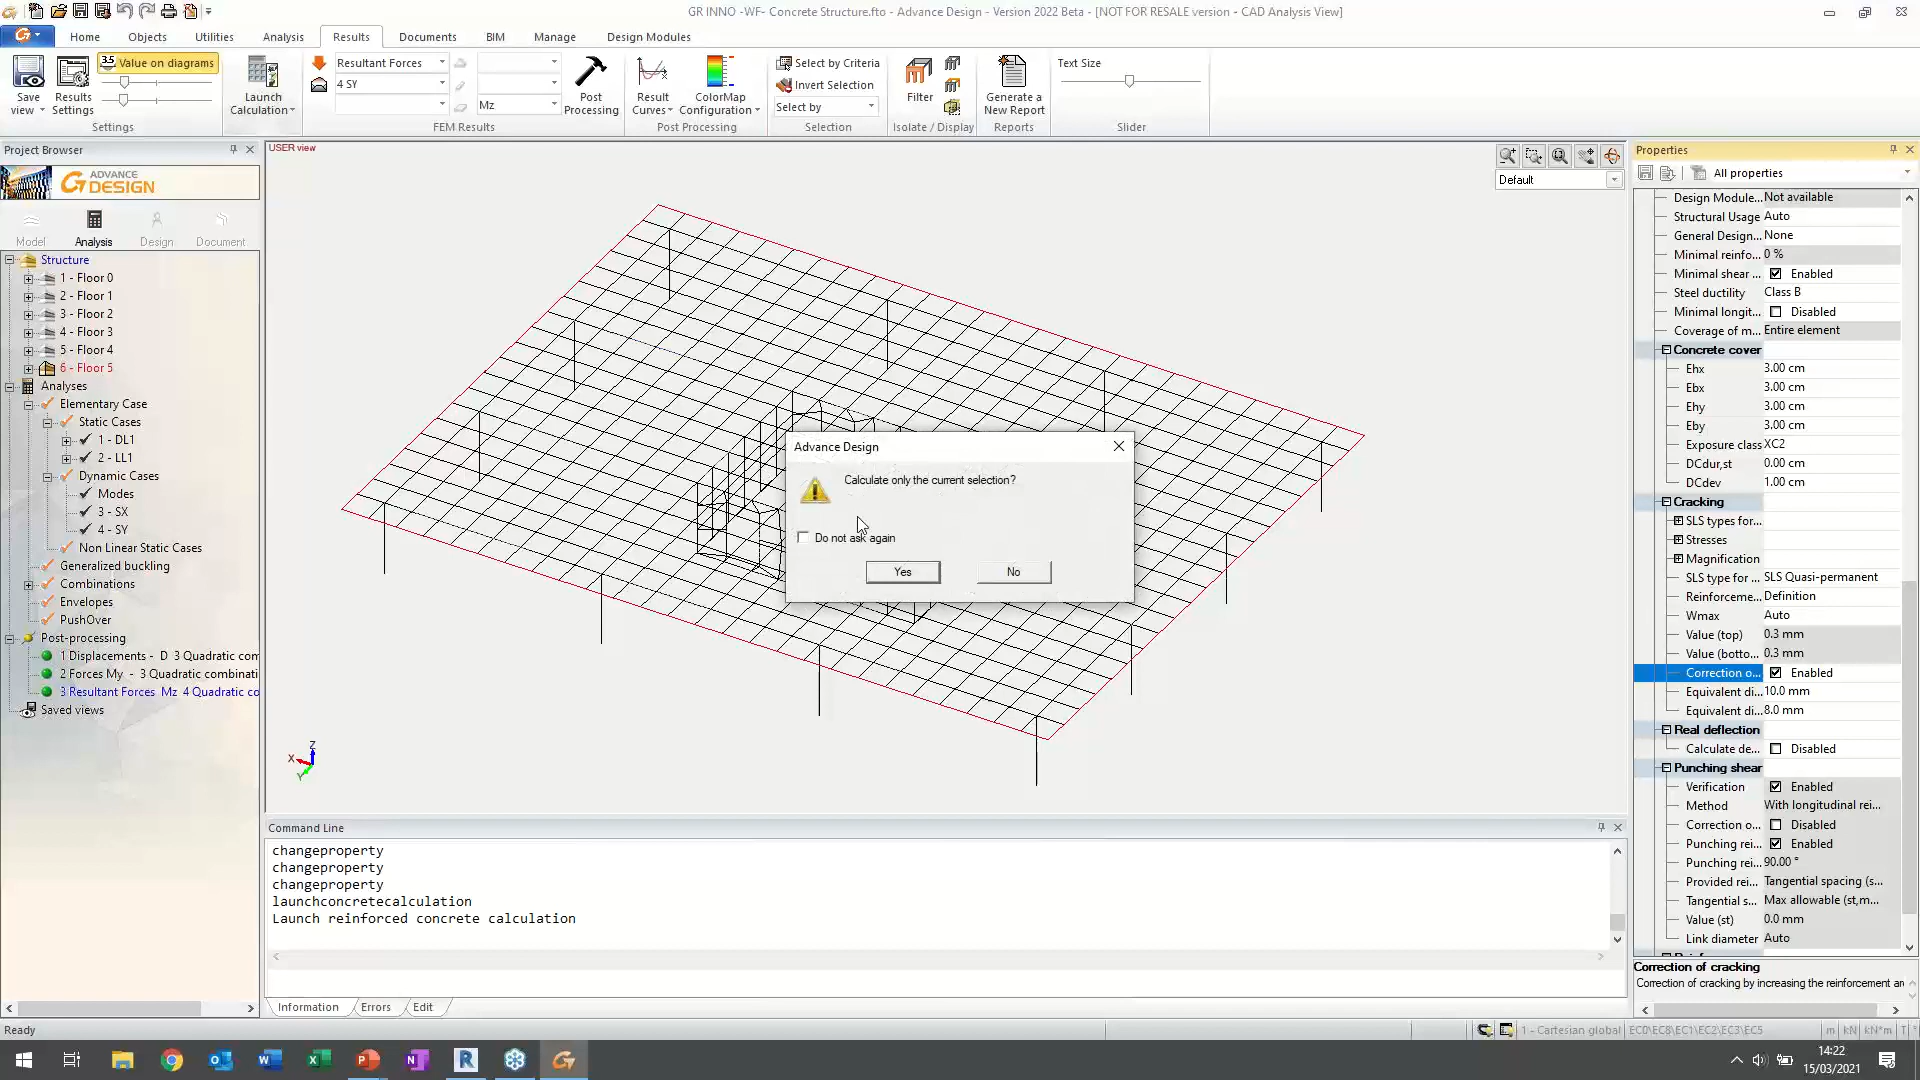 GR INNO -WF- Concrete Structure.fto - Advance Design - Version 2022 Beta - [NOT FOR RESALE version - CAD Analysis View]
Home Objects Utilities Analysis Results Documents BIM Manage Design Modules
Value on diagrams
Save view
Results Settings
Settings
Launch Calculation
Resultant Forces
4 SY
Mz
FEM Results
Post Processing
Result Curves
ColorMap Configuration
Post Processing
Select by Criteria
Invert Selection
Select by
Selection
Filter
Isolate / Display
Generate a New Report
Reports
Text Size
Slider
Project Browser
ADVANCE
DESIGN
Model Analysis Design Document
Structure
1 - Floor 0
2 - Floor 1
3 - Floor 2
4 - Floor 3
5 - Floor 4
6 - Floor 5
Analyses
Elementary Case
Static Cases
1 - DL1
2 - LL1
Dynamic Cases
Modes
3 - SX
4 - SY
Non Linear Static Cases
Generalized buckling
Combinations
Envelopes
PushOver
Post-processing
1 Displacements - D 3 Quadratic com
2 Forces My - 3 Quadratic combinati
3 Resultant Forces Mz 4 Quadratic co
Saved views
USER view
Default
X
Y
Z
Advance Design
Calculate only the current selection?
Do not ask again
Yes No
Command Line
changeproperty
changeproperty
changeproperty
launchconcretecalculation
Launch reinforced concrete calculation
Information Errors Edit
Properties
All properties
Design Module... Not available
Structural Usage Auto
General Design... None
Minimal reinfo... 0 %
Minimal shear ... Enabled
Steel ductility Class B
Minimal longit... Disabled
Coverage of m... Entire element
Concrete cover
Ehx 3.00 cm
Ebx 3.00 cm
Ehy 3.00 cm
Eby 3.00 cm
Exposure class XC2
DCdur,st 0.00 cm
DCdev 1.00 cm
Cracking
SLS types for...
Stresses
Magnification
SLS type for ... SLS Quasi-permanent
Reinforceme... Definition
Wmax Auto
Value (top) 0.3 mm
Value (botto... 0.3 mm
Correction o... Enabled
Equivalent di... 10.0 mm
Equivalent di... 8.0 mm
Real deflection
Calculate de... Disabled
Punching shear
Verification Enabled
Method With longitudinal rei...
Correction o... Disabled
Punching rei... Enabled
Punching rei... 90.00 °
Provided rei... Tangential spacing (s...
Tangential s... Max allowable (st,m...
Value (st) 0.0 mm
Link diameter Auto
Correction of cracking
Correction of cracking by increasing the reinforcement ar
Ready
1 - Cartesian global EC0\EC8\EC1\EC2\EC3\EC5 m kN kN*m T °
14:22
15/03/2021